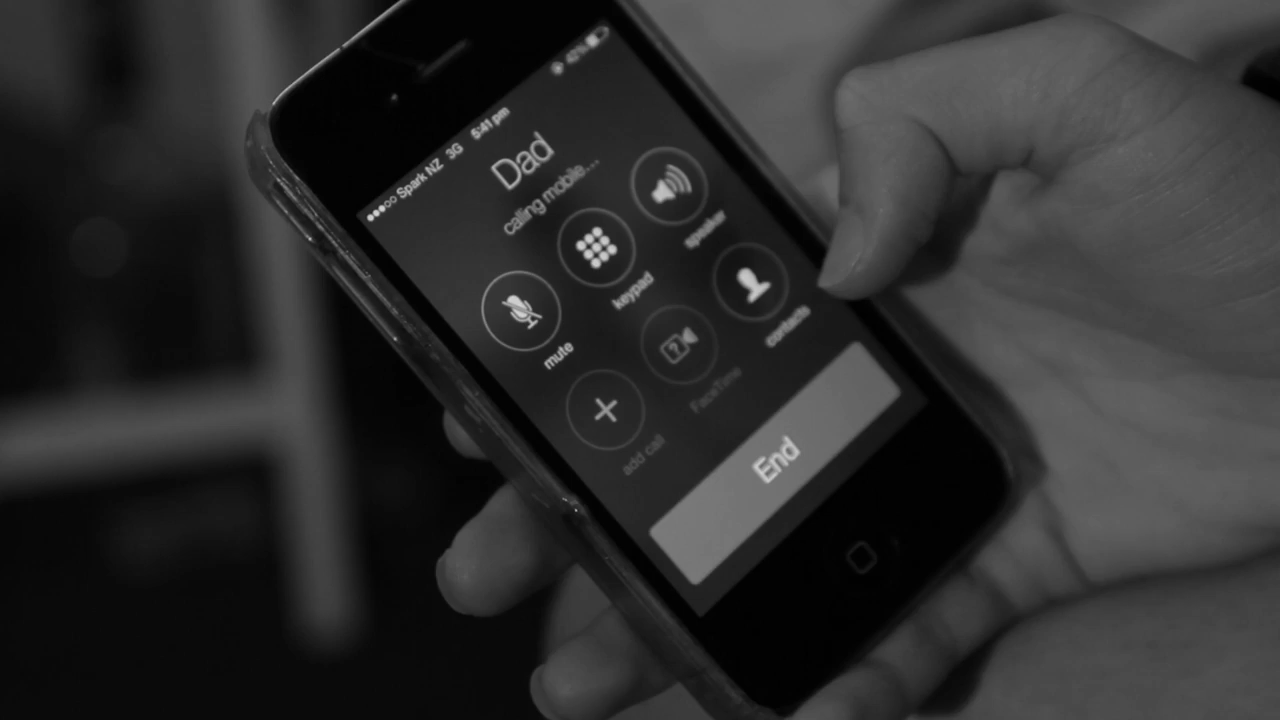 ●●●○○ Spark NZ 3G 5:41 pm 42%
Dad
calling mobile...
mute keypad speaker
add call FaceTime contacts
End